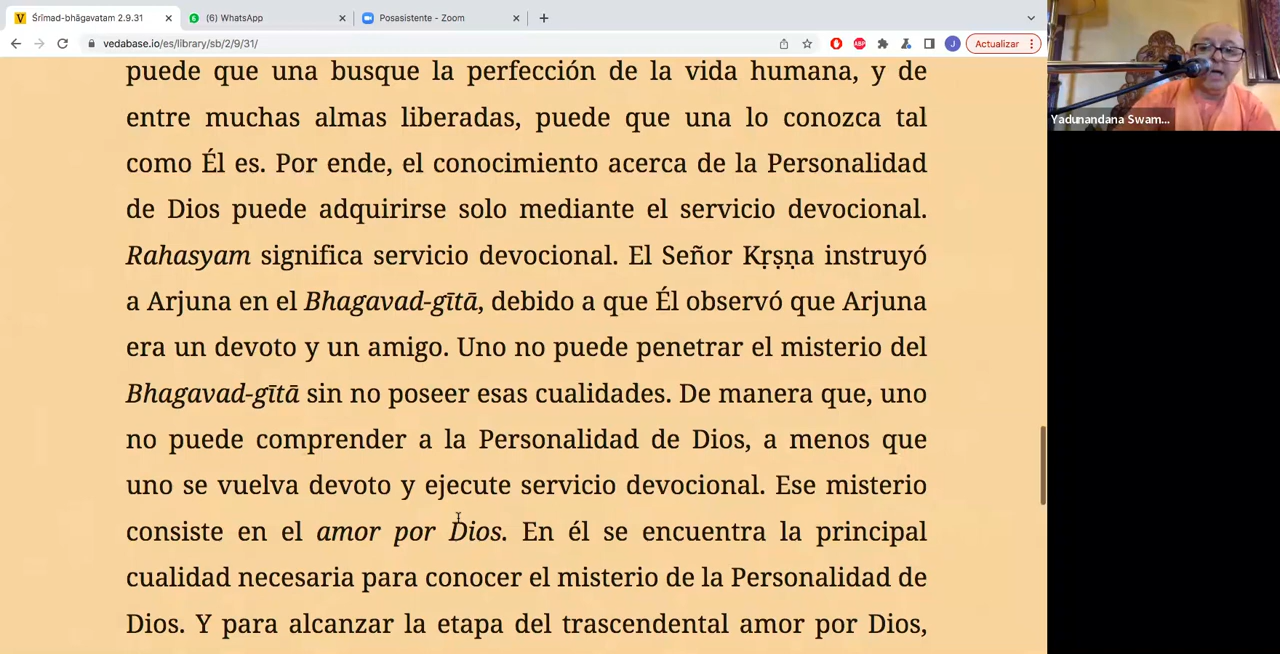 Śrīmad-bhāgavatam 2.9.31
(6) WhatsApp
Posasistente - Zoom
vedabase.io/es/library/sb/2/9/31/
ABP
J
Actualizar
Yadunandana Swam...
puede que una busque la perfección de la vida humana, y de
entre muchas almas liberadas, puede que una lo conozca tal
como Él es. Por ende, el conocimiento acerca de la Personalidad
de Dios puede adquirirse solo mediante el servicio devocional.
Rahasyam significa servicio devocional. El Señor Kṛṣṇa instruyó
a Arjuna en el Bhagavad-gītā, debido a que Él observó que Arjuna
era un devoto y un amigo. Uno no puede penetrar el misterio del
Bhagavad-gītā sin no poseer esas cualidades. De manera que, uno
no puede comprender a la Personalidad de Dios, a menos que
uno se vuelva devoto y ejecute servicio devocional. Ese misterio
consiste en el amor por Dios. En él se encuentra la principal
cualidad necesaria para conocer el misterio de la Personalidad de
Dios. Y para alcanzar la etapa del trascendental amor por Dios,